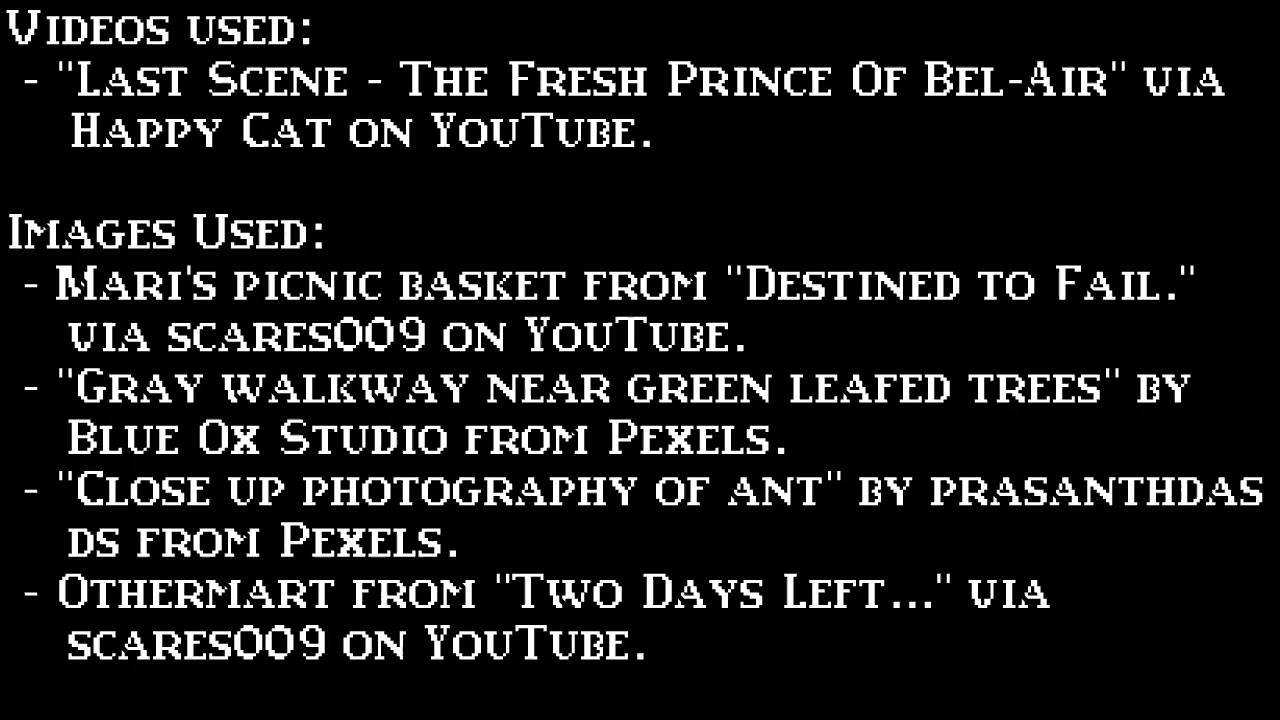 Videos used:
- "Last Scene - The Fresh Prince Of Bel-Air" via
Happy Cat on YouTube.
Images Used:
- Mari's picnic basket from "Destined to Fail."
via scares009 on YouTube.
- "Gray walkway near green leafed trees" by
Blue Ox Studio from Pexels.
- "Close up photography of ant" by prasanthdas
ds from Pexels.
- Othermart from "Two Days Left..." via
scares009 on YouTube.